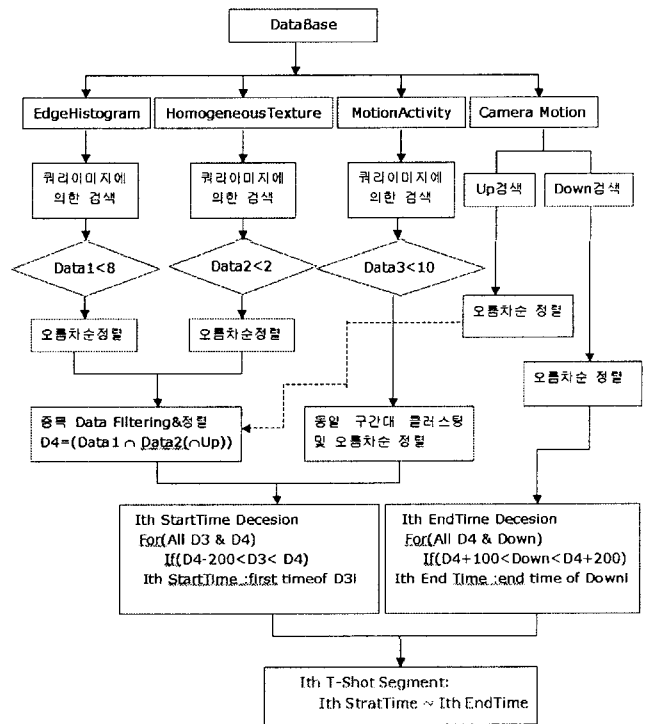 DataBase
EdgeHistogram
HomogeneousTexture
MotionActivity
Camera Motion
쿼리이미지에
의한 검색
쿼리이미지에
의한 검색
쿼리이미지에
의한 검색
Up검색
Down검색
Data1<8
Data2<2
Data3<10
오름차순정렬
오름차순정렬
오름차순 정렬
오름차순 정렬
중복 Data Filtering&정렬
D4=(Data1 ∩ Data2(∩Up))
동일 구간대 클러스팅
및 오름차순 정렬
Ith StartTime Decesion
For(All D3 & D4)
If(D4-200<D3< D4)
Ith StartTime :first timeof D3i
Ith EndTime Decesion
For(All D4 & Down)
If(D4+100<Down<D4+200)
Ith End Time :end time of Downi
Ith T-Shot Segment:
Ith StratTime ~ Ith EndTime